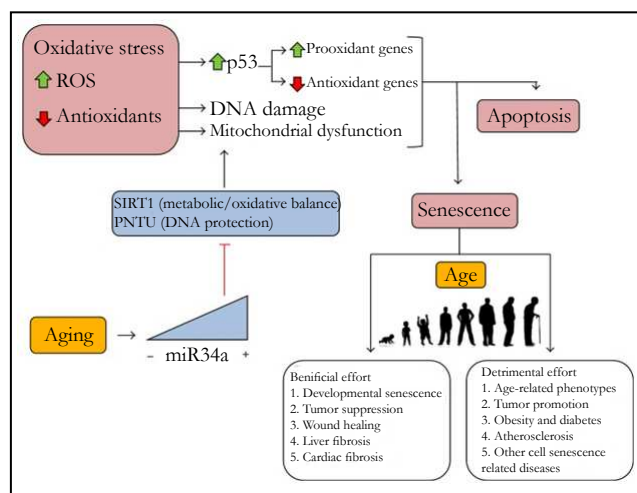 Oxidative stress
ROS
Antioxidants
p53
Prooxidant genes
Antioxidant genes
DNA damage
Mitochondrial dysfunction
Apoptosis
SIRT1 (metabolic/oxidative balance)
PNTU (DNA protection)
Senescence
Age
Aging
- miR34a +
Benificial effort
1. Developmental senescence
2. Tumor suppression
3. Wound healing
4. Liver fibrosis
5. Cardiac fibrosis
Detrimental effort
1. Age-related phenotypes
2. Tumor promotion
3. Obesity and diabetes
4. Atherosclerosis
5. Other cell senescence
related diseases